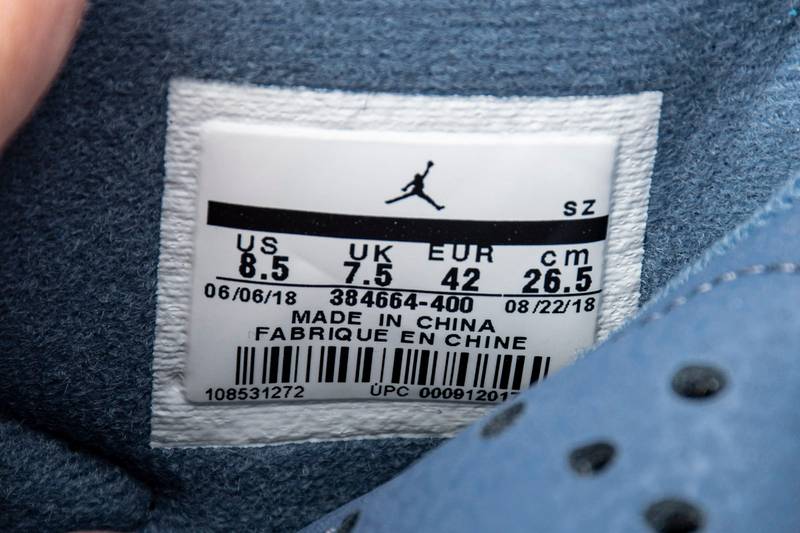 SZ
US UK EUR cm
8.5 7.5 42 26.5
06/06/18 384664-400 08/22/18
MADE IN CHINA
FABRIQUE EN CHINE
108531272 UPC